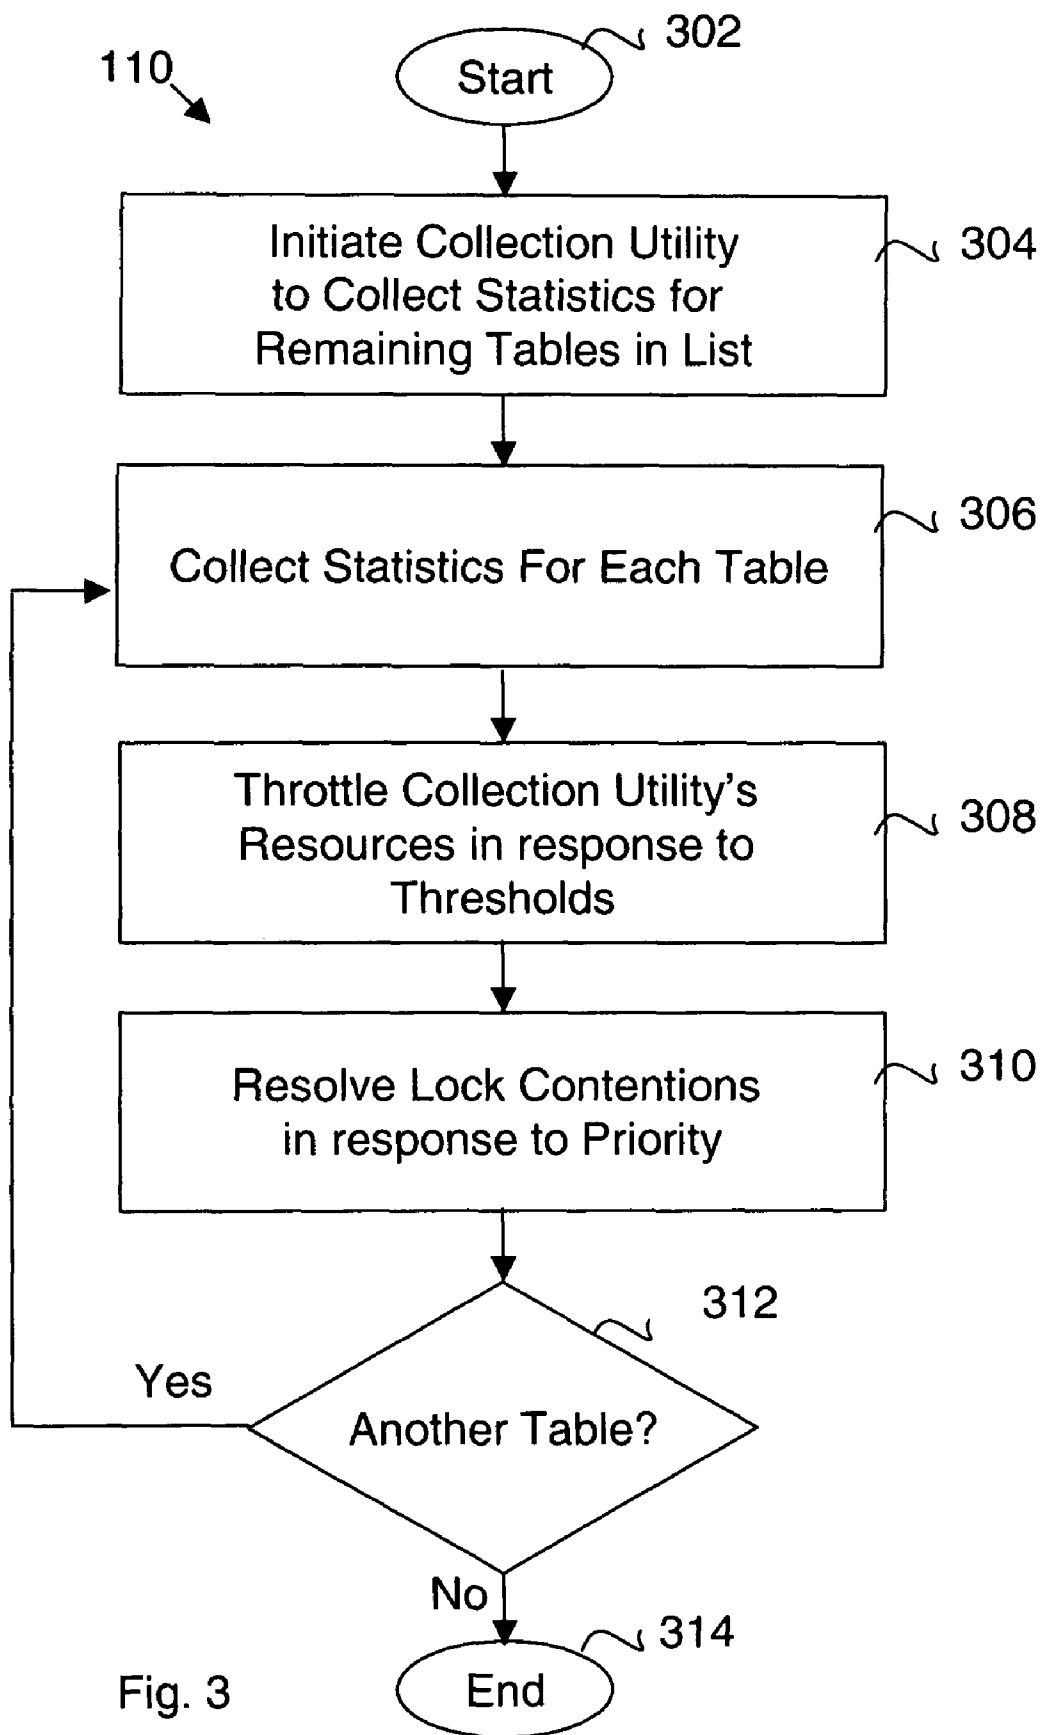 302
110
Start
Initiate Collection Utility
to Collect Statistics for
Remaining Tables in List
304
Collect Statistics For Each Table
306
Throttle Collection Utility's
Resources in response to
Thresholds
308
Resolve Lock Contentions
in response to Priority
310
312
Yes
Another Table?
No
314
End
Fig. 3